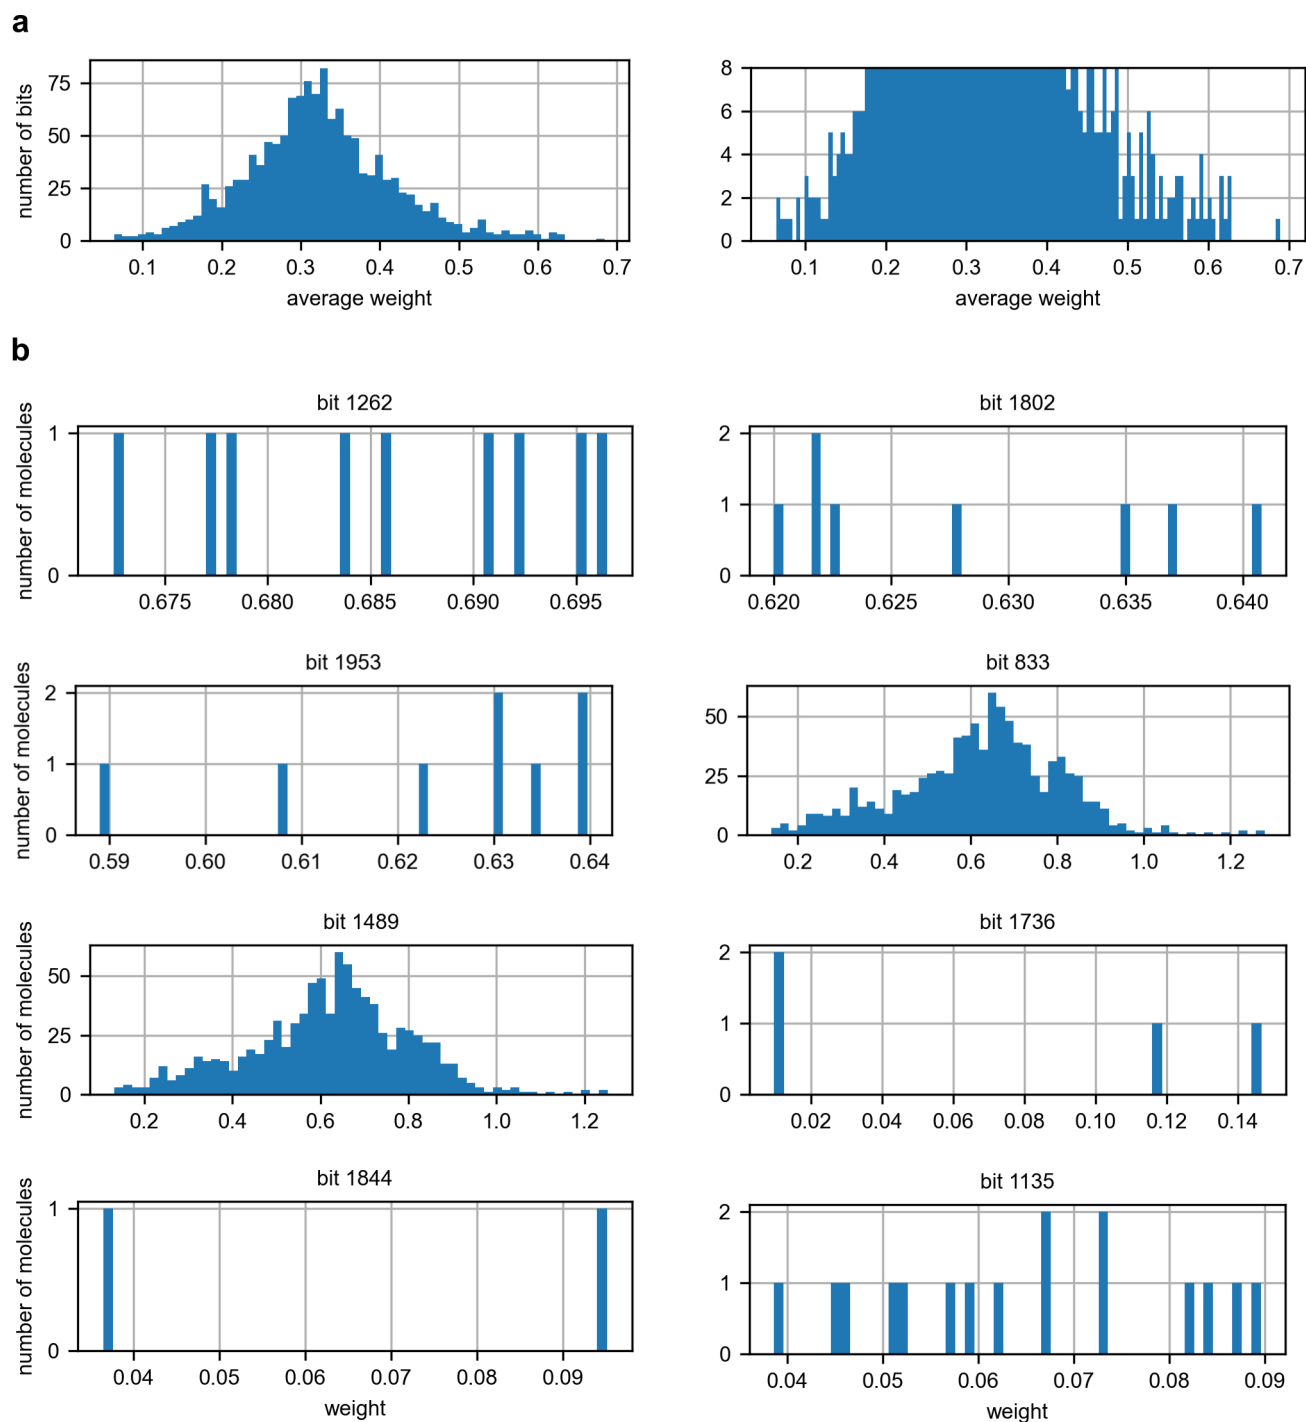 a
number of bits
75
50
25
0
0.1 0.2 0.3 0.4 0.5 0.6 0.7
average weight
8
6
4
2
0
0.1 0.2 0.3 0.4 0.5 0.6 0.7
average weight
b
bit 1262
number of molecules
1
0
0.675 0.680 0.685 0.690 0.695
bit 1802
2
1
0
0.620 0.625 0.630 0.635 0.640
bit 1953
number of molecules
2
1
0
0.59 0.60 0.61 0.62 0.63 0.64
bit 833
50
25
0
0.2 0.4 0.6 0.8 1.0 1.2
bit 1489
number of molecules
50
25
0
0.2 0.4 0.6 0.8 1.0 1.2
bit 1736
2
1
0
0.02 0.04 0.06 0.08 0.10 0.12 0.14
bit 1844
number of molecules
1
0
0.04 0.05 0.06 0.07 0.08 0.09
weight
bit 1135
2
1
0
0.04 0.05 0.06 0.07 0.08 0.09
weight